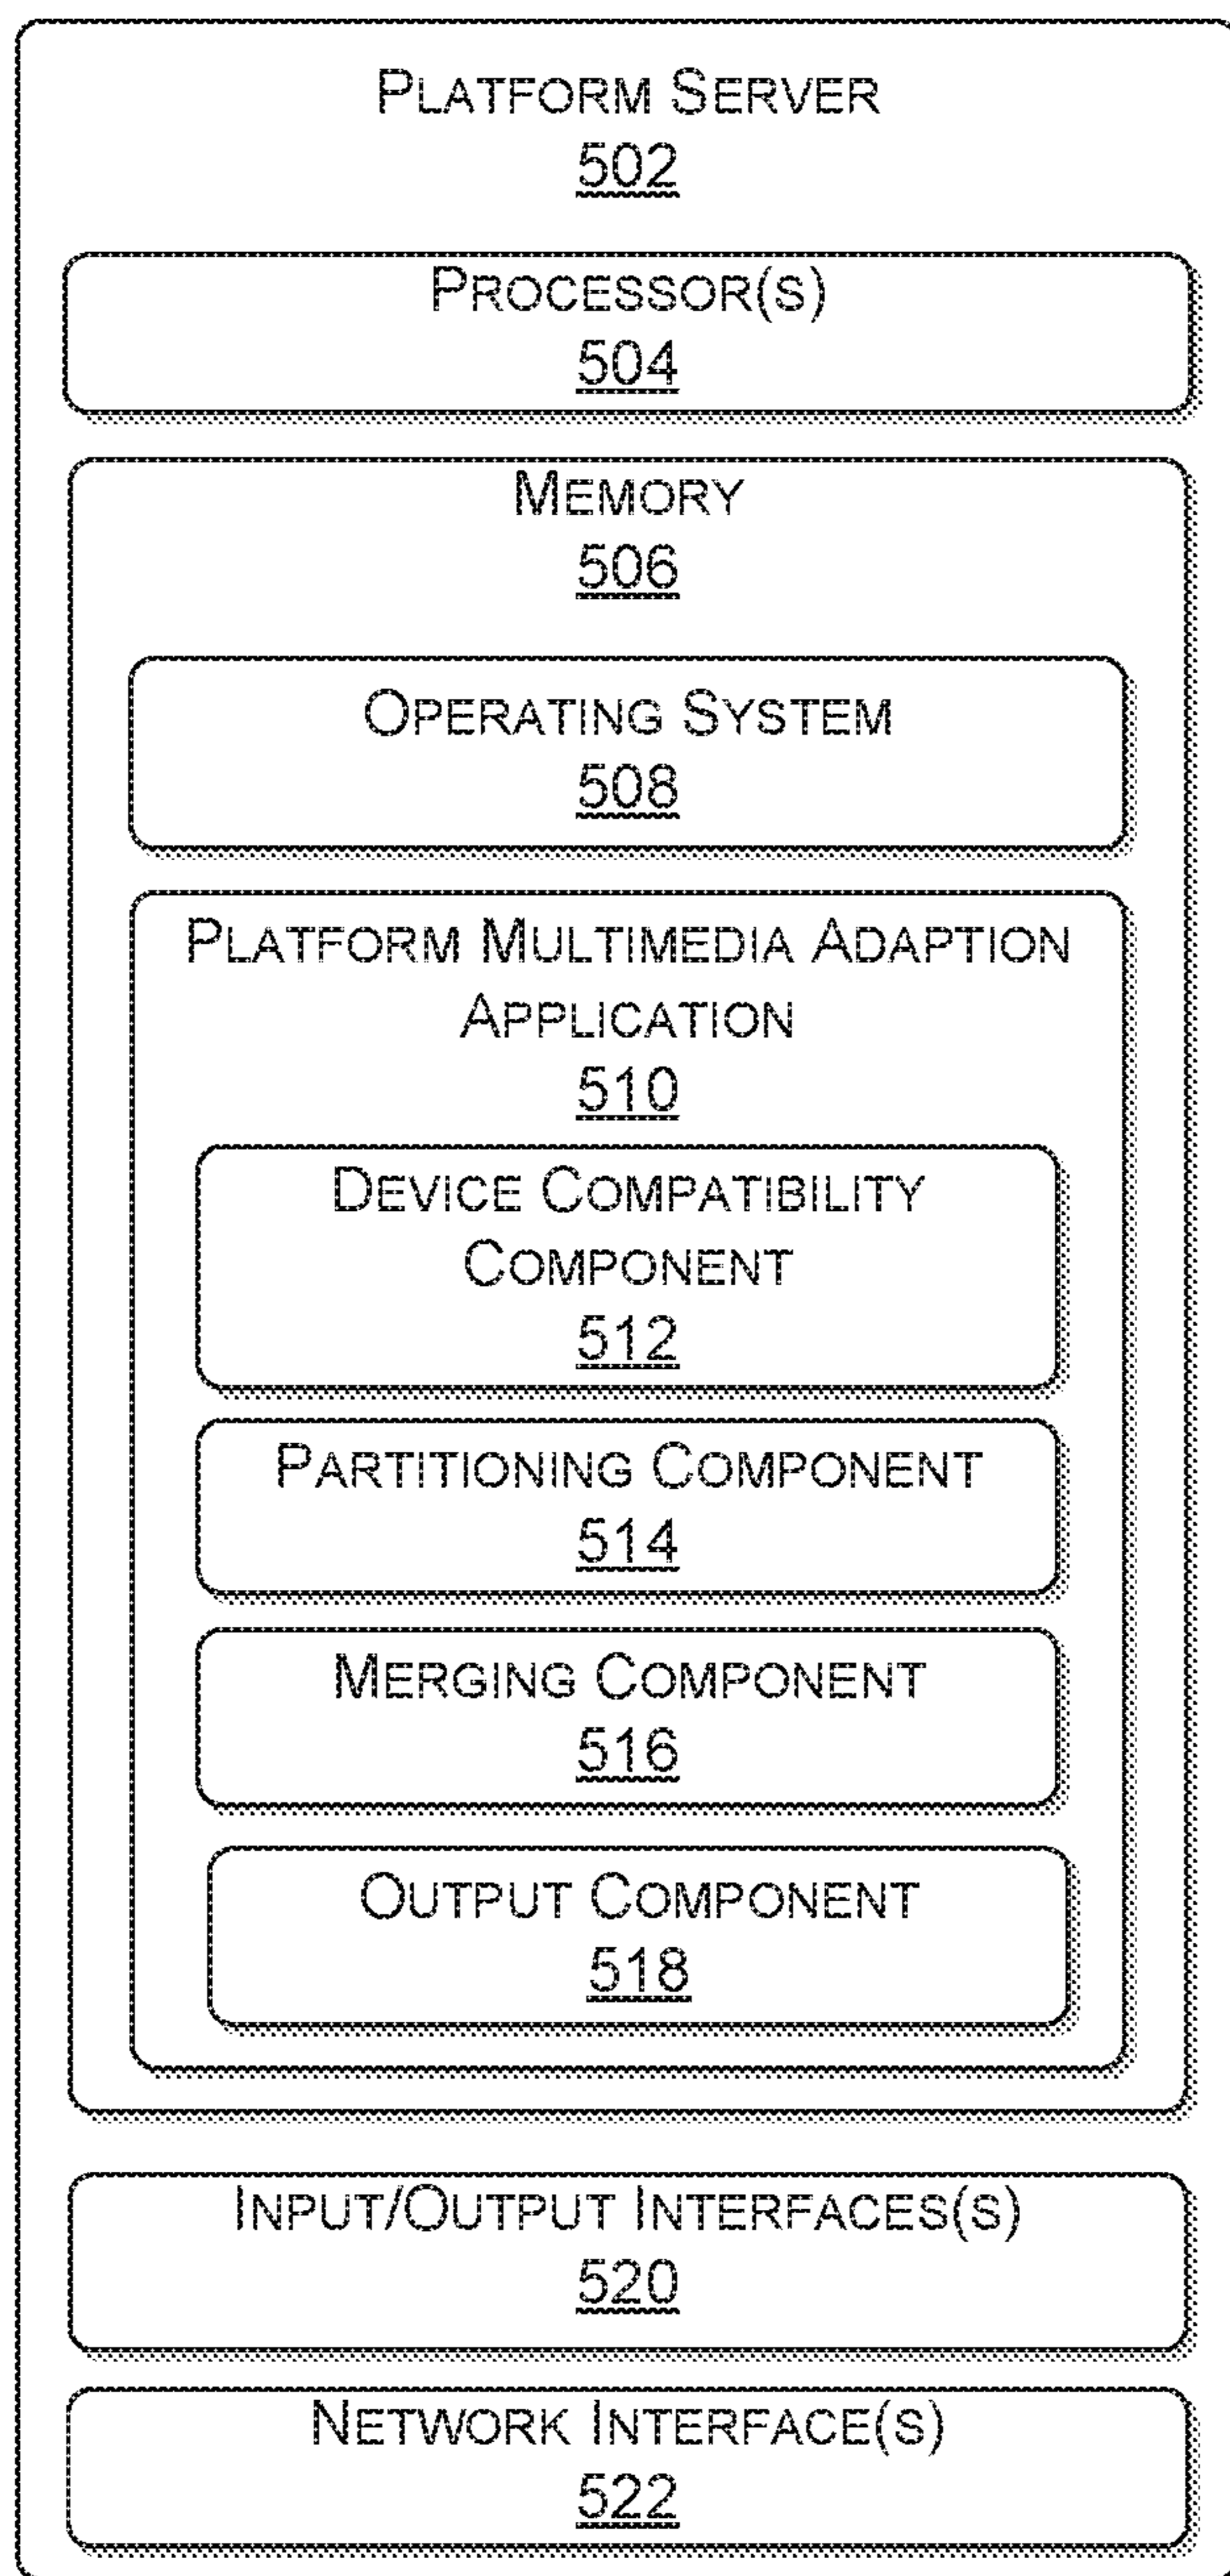 PLATFORM SERVER
502
PROCESSOR(S)
504
MEMORY
506
OPERATING SYSTEM
508
PLATFORM MULTIMEDIA ADAPTION
APPLICATION
510
DEVICE COMPATIBILITY
COMPONENT
512
PARTITIONING COMPONENT
514
MERGING COMPONENT
516
OUTPUT COMPONENT
518
INPUT/OUTPUT INTERFACES(S)
520
NETWORK INTERFACE(S)
522